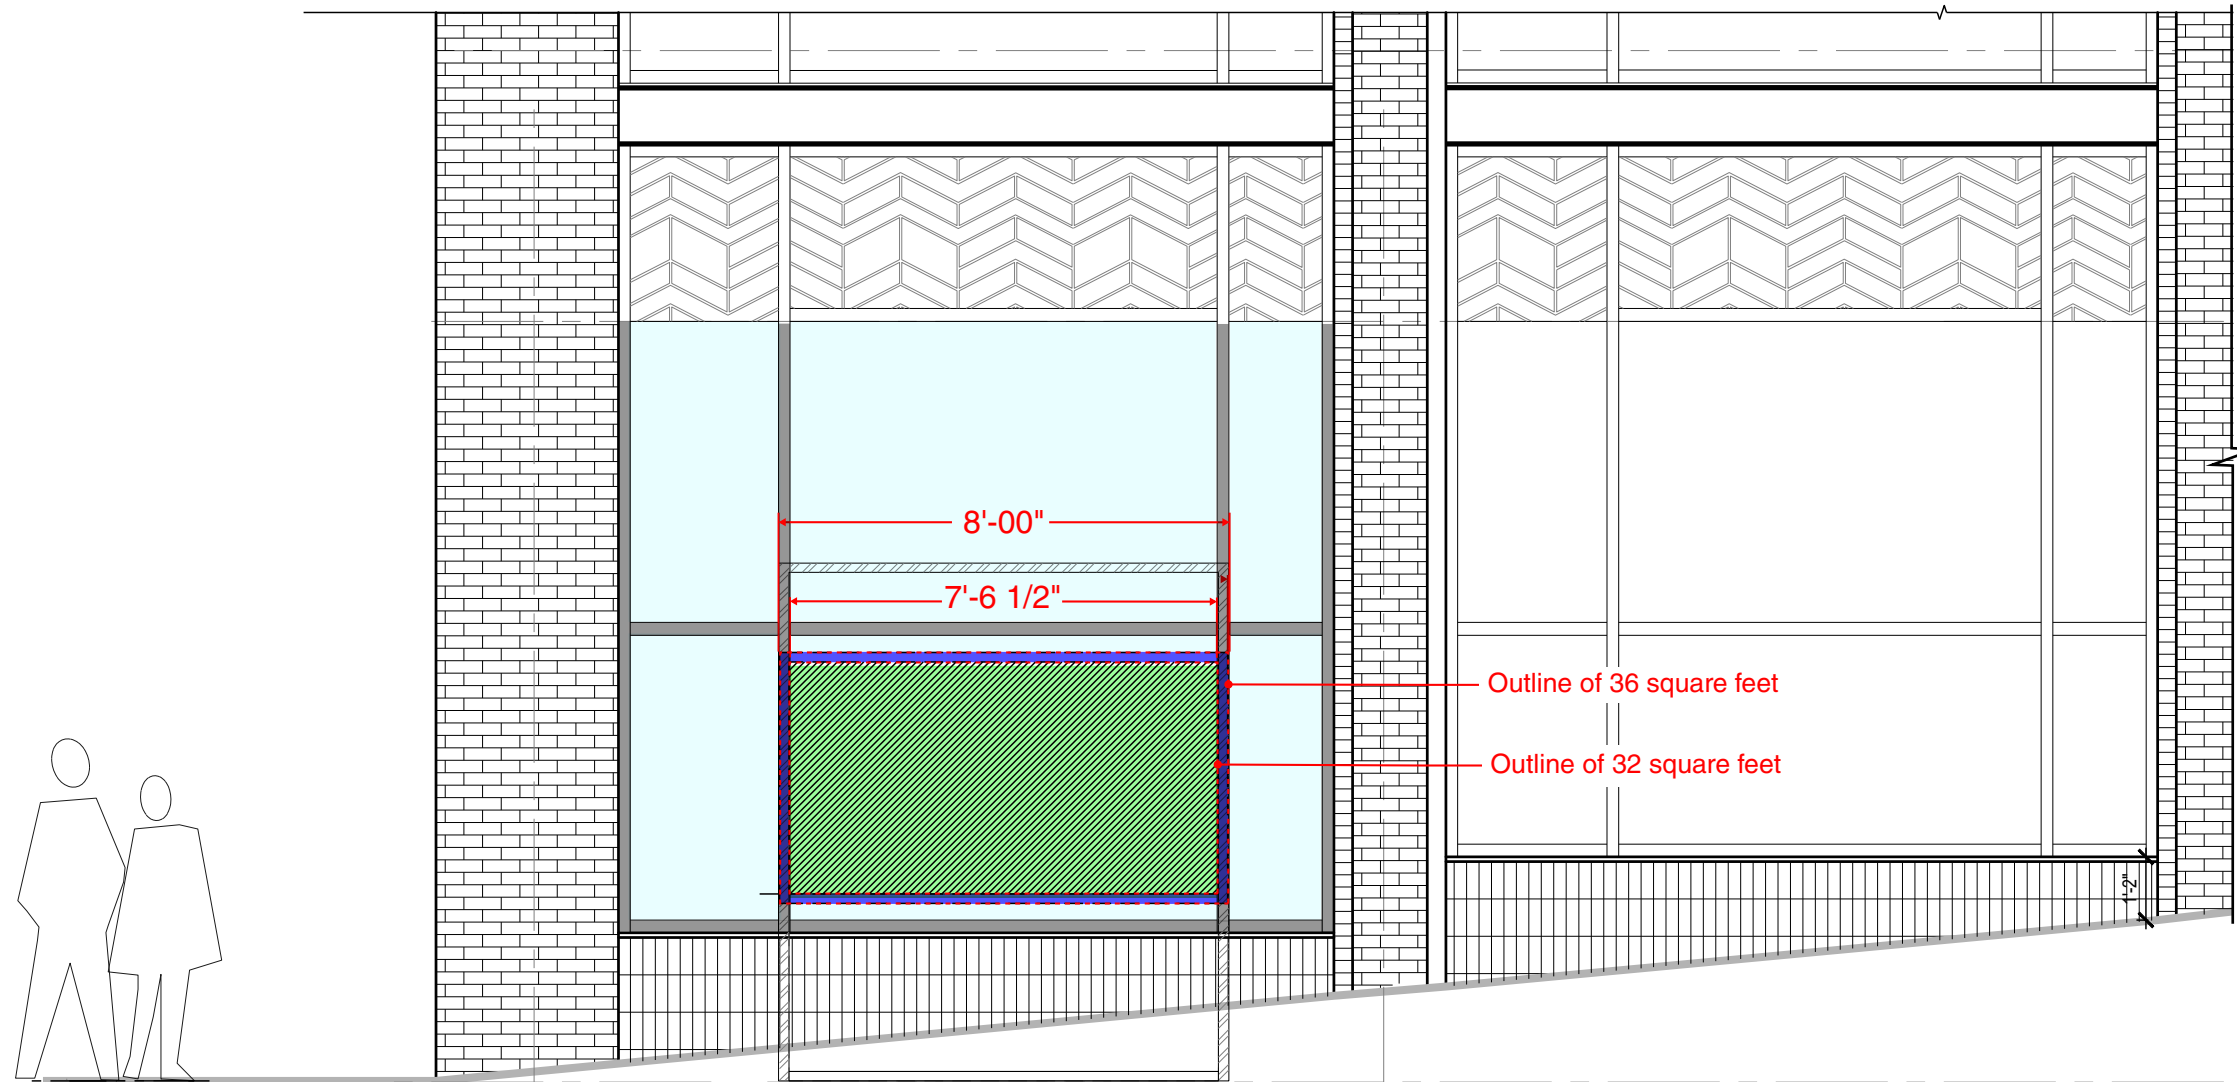 8'-00"
7'-6 1/2"
Outline of 36 square feet
Outline of 32 square feet
1'-2"